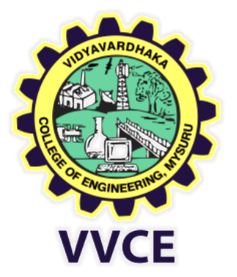 VIDYAVARDHAKA
COLLEGE OF ENGINEERING, MYSURU
VVCE